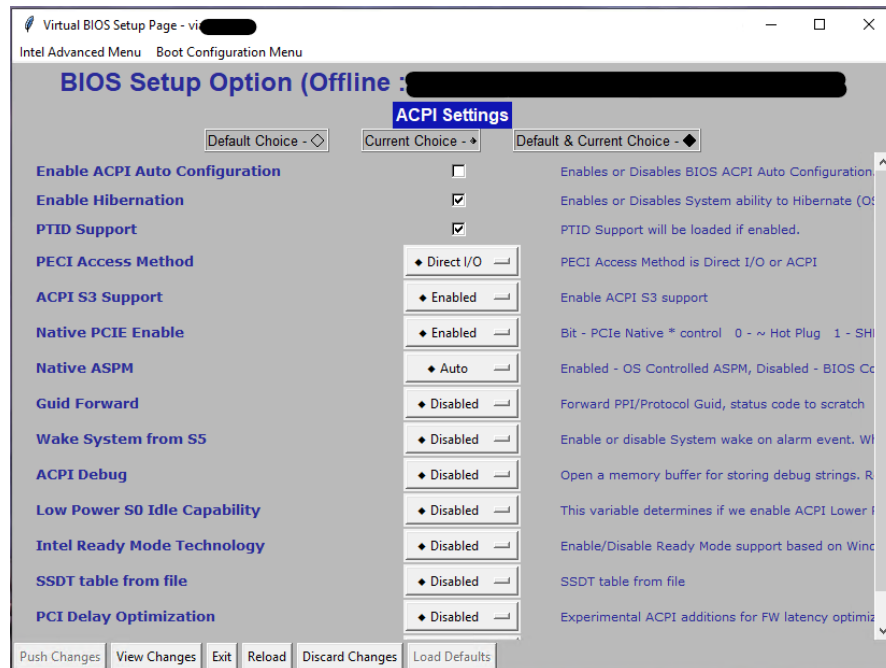 Virtual BIOS Setup Page - via
Intel Advanced Menu Boot Configuration Menu
BIOS Setup Option (Offline :
ACPI Settings
Default Choice - ◇ Current Choice - ◆ Default & Current Choice - ◆
Enable ACPI Auto Configuration Enables or Disables BIOS ACPI Auto Configuration.
Enable Hibernation Enables or Disables System ability to Hibernate (OS
PTID Support PTID Support will be loaded if enabled.
PECI Access Method ◆ Direct I/O PECI Access Method is Direct I/O or ACPI
ACPI S3 Support ◆ Enabled Enable ACPI S3 support
Native PCIE Enable ◆ Enabled Bit - PCIe Native * control 0 - ~ Hot Plug 1 - SH
Native ASPM ◆ Auto Enabled - OS Controlled ASPM, Disabled - BIOS Co
Guid Forward ◆ Disabled Forward PPI/Protocol Guid, status code to scratch
Wake System from S5 ◆ Disabled Enable or disable System wake on alarm event. Wh
ACPI Debug ◆ Disabled Open a memory buffer for storing debug strings. R
Low Power S0 Idle Capability ◆ Disabled This variable determines if we enable ACPI Lower
Intel Ready Mode Technology ◆ Disabled Enable/Disable Ready Mode support based on Wind
SSDT table from file ◆ Disabled SSDT table from file
PCI Delay Optimization ◆ Disabled Experimental ACPI additions for FW latency optimiz
Push Changes View Changes Exit Reload Discard Changes Load Defaults